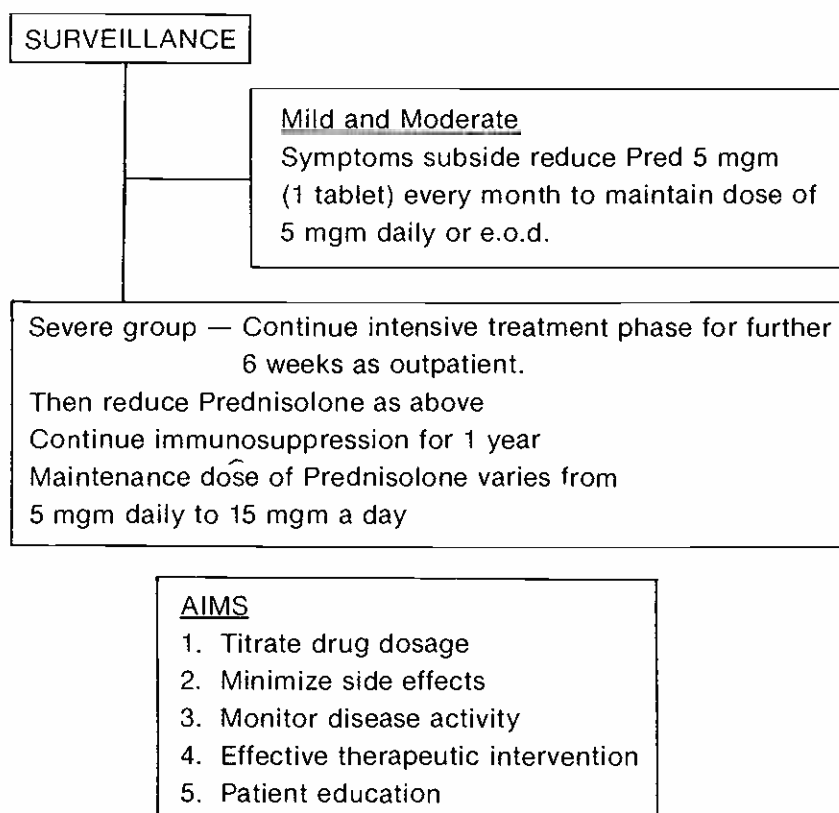 SURVEILLANCE
Mild and Moderate
Symptoms subside reduce Pred 5 mgm
(1 tablet) every month to maintain dose of
5 mgm daily or e.o.d.
Severe group — Continue intensive treatment phase for further
6 weeks as outpatient.
Then reduce Prednisolone as above
Continue immunosuppression for 1 year
Maintenance dose of Prednisolone varies from
5 mgm daily to 15 mgm a day
AIMS
1. Titrate drug dosage
2. Minimize side effects
3. Monitor disease activity
4. Effective therapeutic intervention
5. Patient education